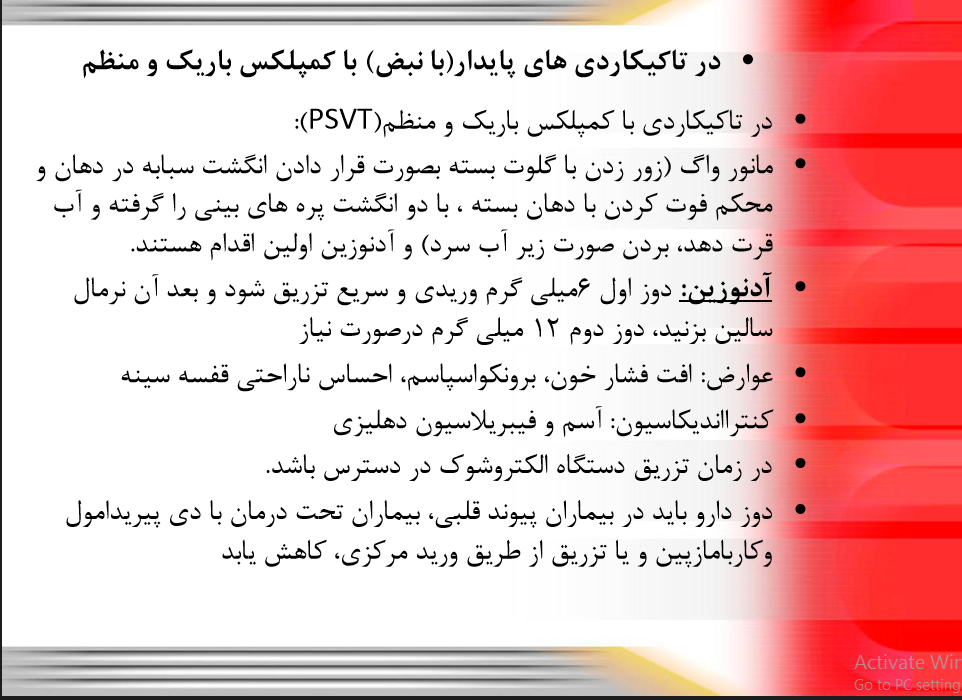 • در تاکیکاردی های پایدار(با نبض) با کمپلکس باریک و منظم
• در تاکیکاردی با کمپلکس باریک و منظم(PSVT):
• مانور واگ (زور زدن با گلوت بسته بصورت قرار دادن انگشت سبابه در دهان و
محکم فوت کردن با دهان بسته ، با دو انگشت پره های بینی را گرفته و آب
قرت دهد، بردن صورت زیر آب سرد) و آدنوزین اولین اقدام هستند.
• آدنوزین: دوز اول ۶میلی گرم وریدی و سریع تزریق شود و بعد آن نرمال
سالین بزنید، دوز دوم ۱۲ میلی گرم درصورت نیاز
• عوارض: افت فشار خون، برونکواسپاسم، احساس ناراحتی قفسه سینه
• کنترااندیکاسیون: آسم و فیبریلاسیون دهلیزی
• در زمان تزریق دستگاه الکتروشوک در دسترس باشد.
• دوز دارو باید در بیماران پیوند قلبی، بیماران تحت درمان با دی پیریدامول
وکاربامازپین و یا تزریق از طریق ورید مرکزی، کاهش یابد
Activate Win
Go to PC setting